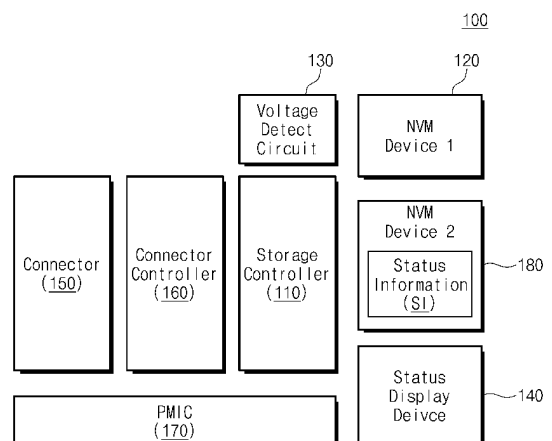 100
130
120
Voltage
Detect
Circuit
NVM
Device 1
Connector
(150)
Connector
Controller
(160)
Storage
Controller
(110)
NVM
Device 2
Status
Information
(SI)
180
Status
Display
Deivce
140
PMIC
(170)